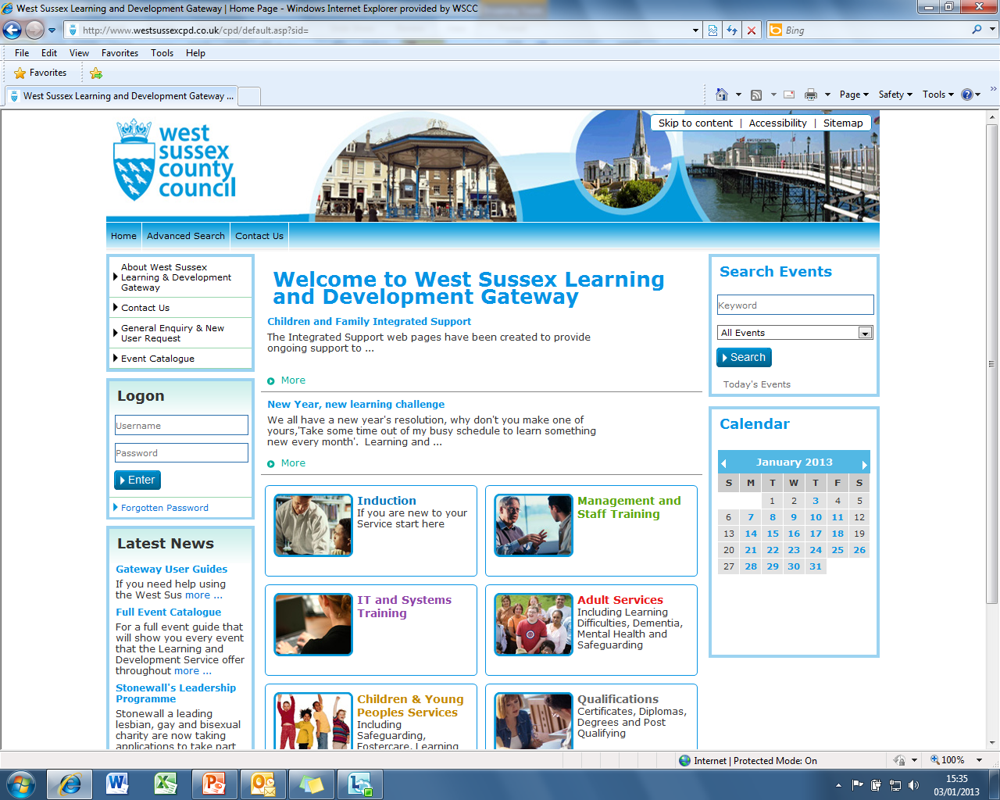 West Sussex Learning and Development Gateway | Home Page - Windows Internet Explorer provided by WSCC
http://www.westsussexcpd.co.uk/cpd/default.asp?sid=
Bing
File Edit View Favorites Tools Help
Favorites
West Sussex Learning and Development Gateway ...
Page Safety Tools
west
sussex
county
council
Skip to content | Accessibility | Sitemap
Home Advanced Search Contact Us
About West Sussex
Learning & Development
Gateway
Contact Us
General Enquiry & New
User Request
Event Catalogue
Logon
Username
Password
Enter
Forgotten Password
Latest News
Gateway User Guides
If you need help using
the West Sus more ...
Full Event Catalogue
For a full event guide that
will show you every event
that the Learning and
Development Service offer
throughout more ...
Stonewall's Leadership
Programme
Stonewall a leading
lesbian, gay and bisexual
charity are now taking
applications to take part
Welcome to West Sussex Learning
and Development Gateway
Children and Family Integrated Support
The Integrated Support web pages have been created to provide
ongoing support to ...
More
New Year, new learning challenge
We all have a new year's resolution, why don't you make one of
yours,'Take some time out of my busy schedule to learn something
new every month'. Learning and ...
More
Induction
If you are new to your
Service start here
Management and
Staff Training
IT and Systems
Training
Adult Services
Including Learning
Difficulties, Dementia,
Mental Health and
Safeguarding
Children & Young
Peoples Services
Including
Safeguarding,
Fostercare, Learning
Qualifications
Certificates, Diplomas,
Degrees and Post
Qualifying
Search Events
Keyword
All Events
Search
Today's Events
Calendar
January 2013
S M T W T F S
1 2 3 4 5
6 7 8 9 10 11 12
13 14 15 16 17 18 19
20 21 22 23 24 25 26
27 28 29 30 31
Internet | Protected Mode: On
100%
15:35
03/01/2013